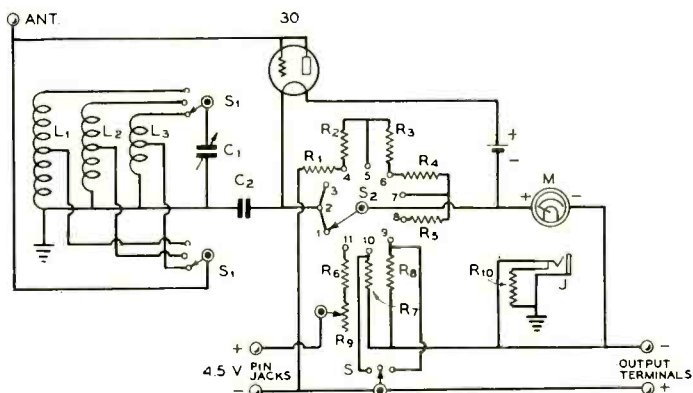 ANT.
30
S1
L1
L2
L3
C1
C2
S1
R1
R2
R3
R4
R5
4
5
6
7
8
3
2
1
S2
+
-
+ M -
11
10
9
R6
R7
R8
R9
R10
J
S
+
4.5 V PIN
JACKS
-
-
OUTPUT
TERMINALS
+